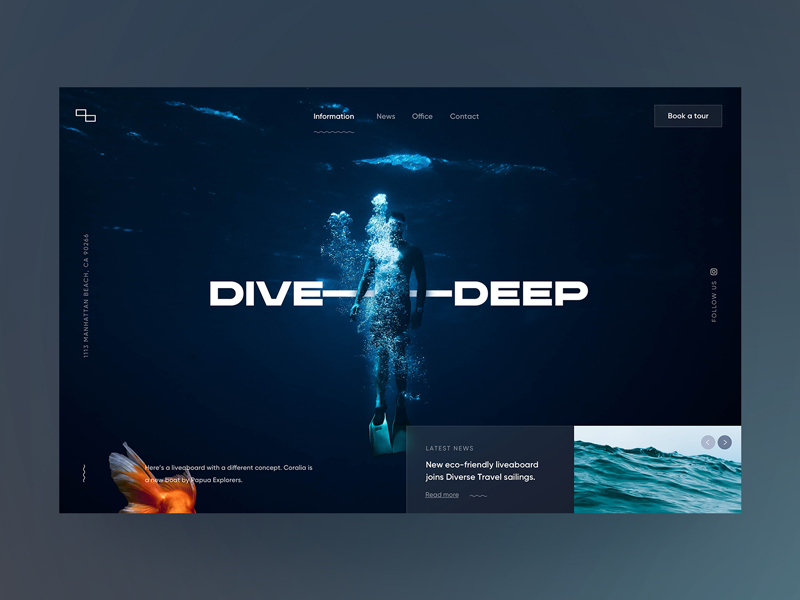 Information
News
Office
Contact
Book a tour
1113 MANHATTAN BEACH, CA 90266
DIVE
DEEP
FOLLOW US
Here's a liveaboard with a different concept. Coralia is
a new boat by Papua Explorers.
LATEST NEWS
New eco-friendly liveaboard
joins Diverse Travel sailings.
Read more